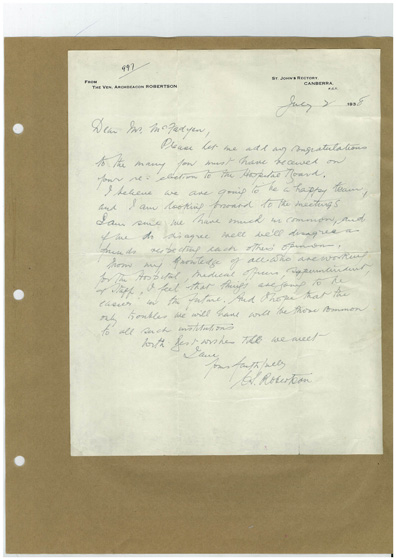 997
FROM
THE VEN. ARCHDEACON ROBERTSON
ST JOHN'S RECTORY
CANBERRA.
A.C.T.
July 2 1938
Dear Mr. McFadyen,
Please let me add my congratulations
to the many you must have received on
your re-election to the Hospital Board.
I believe we are going to be a happy team,
and I am looking forward to the meetings
I am sure we have much in common, and
if we do disagree well we'll disagree as
friends respecting each others opinion.
From my knowledge of all who are working
for the Hospital, Medical officers, Superintendent,
& Staff, I feel that things are going to be
easier in the future. And I hope that the
only troubles we will have will be those common
to all such institutions
With best wishes till we meet
I am
Yours faithfully
Robertson